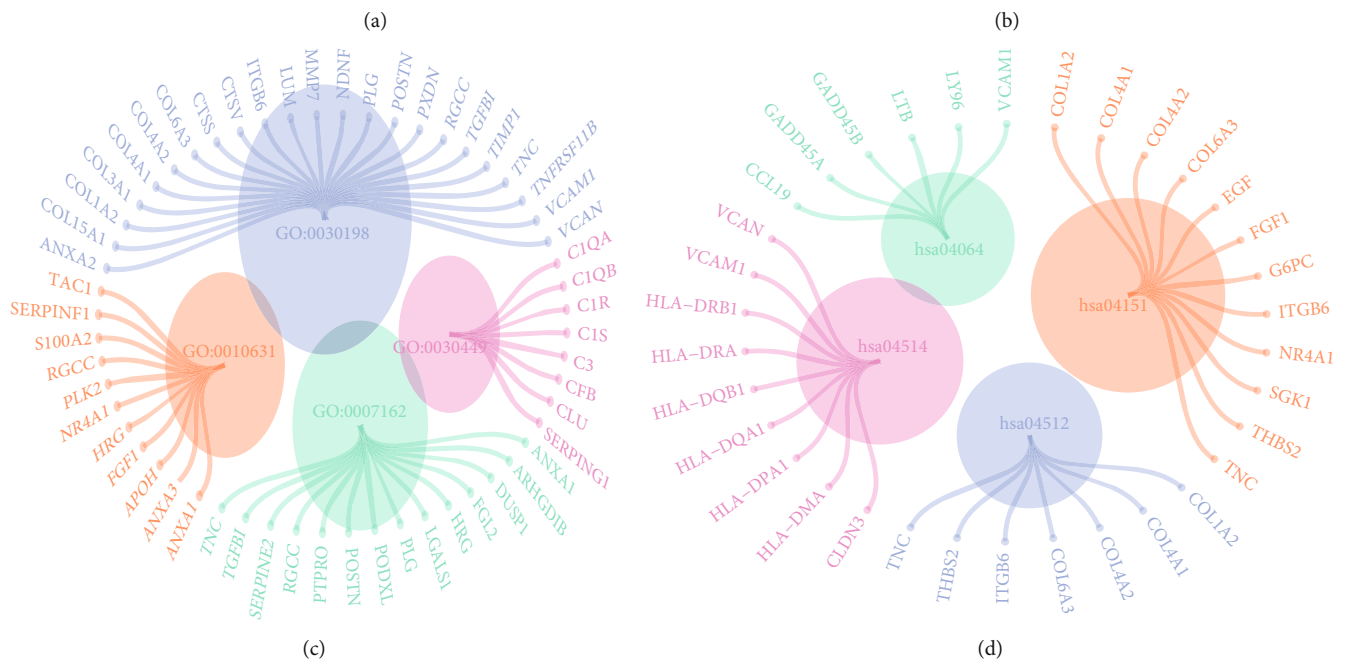 (a)
(b)
ANXA2
COL15A1
COL1A2
COL3A1
COL4A1
COL4A2
COL6A3
CTSS
CTSV
ITGB6
LUM
MMP7
NDNF
PLG
POSTN
PXDN
RGCC
TGFBI
TIMP1
TNC
TNFRSF11B
VCAM1
VCAN
GO:0030198
C1QA
C1QB
C1R
C1S
C3
CFB
CLU
SERPING1
GO:0030449
TAC1
SERPINF1
S100A2
RGCC
PLK2
NR4A1
HRG
FGF1
APOH
ANXA3
ANXA1
GO:0010631
GO:0007162
TNC
TGFBI
SERPINE2
RGCC
PTPRO
POSTN
PODXL
PLG
LGALS1
HRG
FGL2
DUSP1
ARHGDIB
ANXA1
(c)
CCL19
GADD45A
GADD45B
LTB
LY96
VCAM1
hsa04064
COL1A2
COL4A1
COL4A2
COL6A3
EGF
FGF1
G6PC
ITGB6
NR4A1
SGK1
THBS2
TNC
hsa04151
VCAN
VCAM1
HLA-DRB1
HLA-DRA
HLA-DQB1
HLA-DQA1
HLA-DPA1
HLA-DMA
CLDN3
hsa04514
hsa04512
TNC
THBS2
ITGB6
COL6A3
COL4A2
COL4A1
COL1A2
(d)